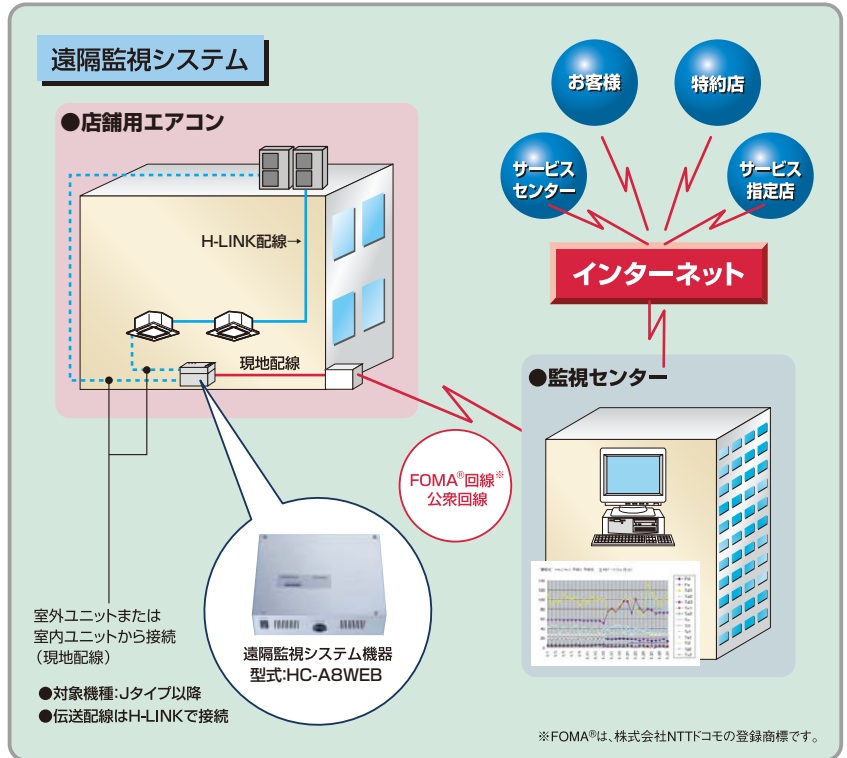 遠隔監視システム
●店舗用エアコン
H-LINK配線→
現地配線
お客様
特約店
サービス
センター
サービス
指定店
インターネット
●監視センター
FOMA®回線※
公衆回線
遠隔監視システム機器
型式:HC-A8WEB
室外ユニットまたは
室内ユニットから接続
(現地配線)
●対象機種:Jタイプ以降
●伝送配線はH-LINKで接続
※FOMA®は、株式会社NTTドコモの登録商標です。